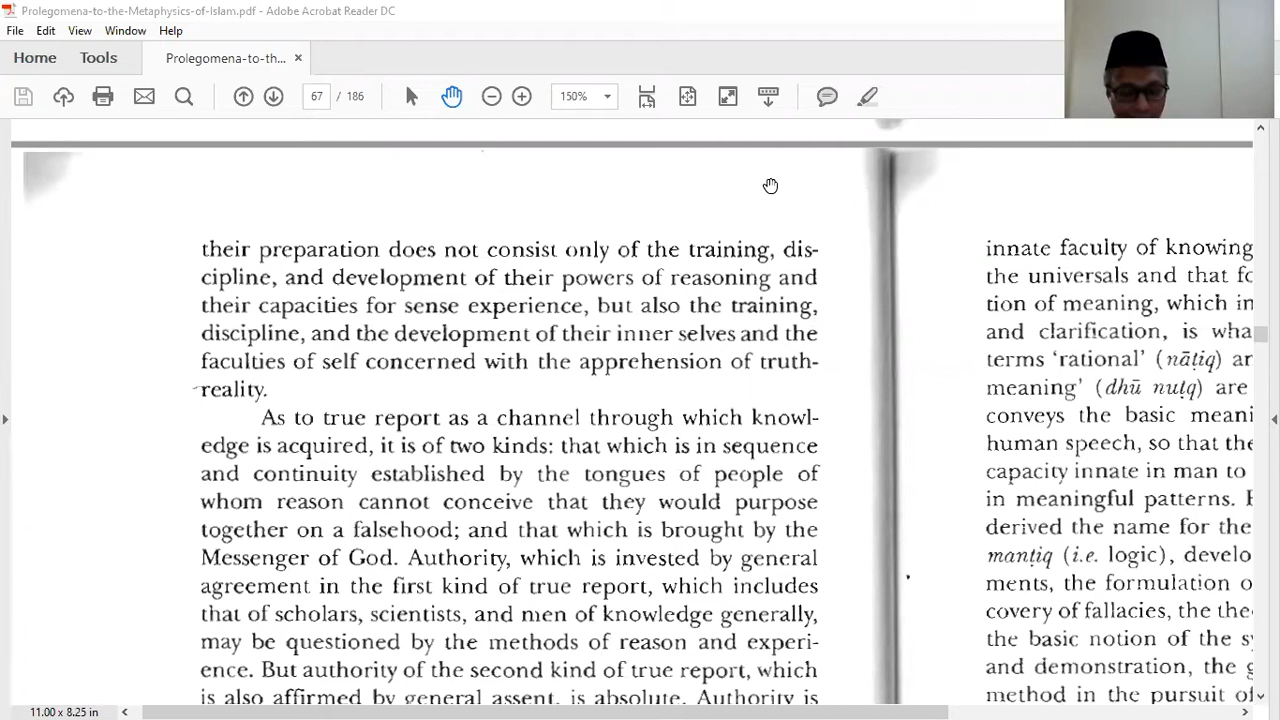 Prolegomena-to-the-Metaphysics-of-Islam.pdf - Adobe Acrobat Reader DC
File Edit View Window Help
Home Tools Prolegomena-to-th... ×
67 / 186 150%
their preparation does not consist only of the training, dis-
cipline, and development of their powers of reasoning and
their capacities for sense experience, but also the training,
discipline, and the development of their inner selves and the
faculties of self concerned with the apprehension of truth-
reality.
As to true report as a channel through which knowl-
edge is acquired, it is of two kinds: that which is in sequence
and continuity established by the tongues of people of
whom reason cannot conceive that they would purpose
together on a falsehood; and that which is brought by the
Messenger of God. Authority, which is invested by general
agreement in the first kind of true report, which includes
that of scholars, scientists, and men of knowledge generally,
may be questioned by the methods of reason and experi-
ence. But authority of the second kind of true report, which
is also affirmed by general assent, is absolute. Authority is
innate faculty of knowing
the universals and that fo
tion of meaning, which in
and clarification, is wha
terms 'rational' (nāṭiq) ar
meaning' (dhū nuṭq) are
conveys the basic meani
human speech, so that the
capacity innate in man to
in meaningful patterns. F
derived the name for the
manṭiq (i.e. logic), develo
ments, the formulation o
covery of fallacies, the the
the basic notion of the sy
and demonstration, the g
method in the pursuit of
11.00 x 8.25 in